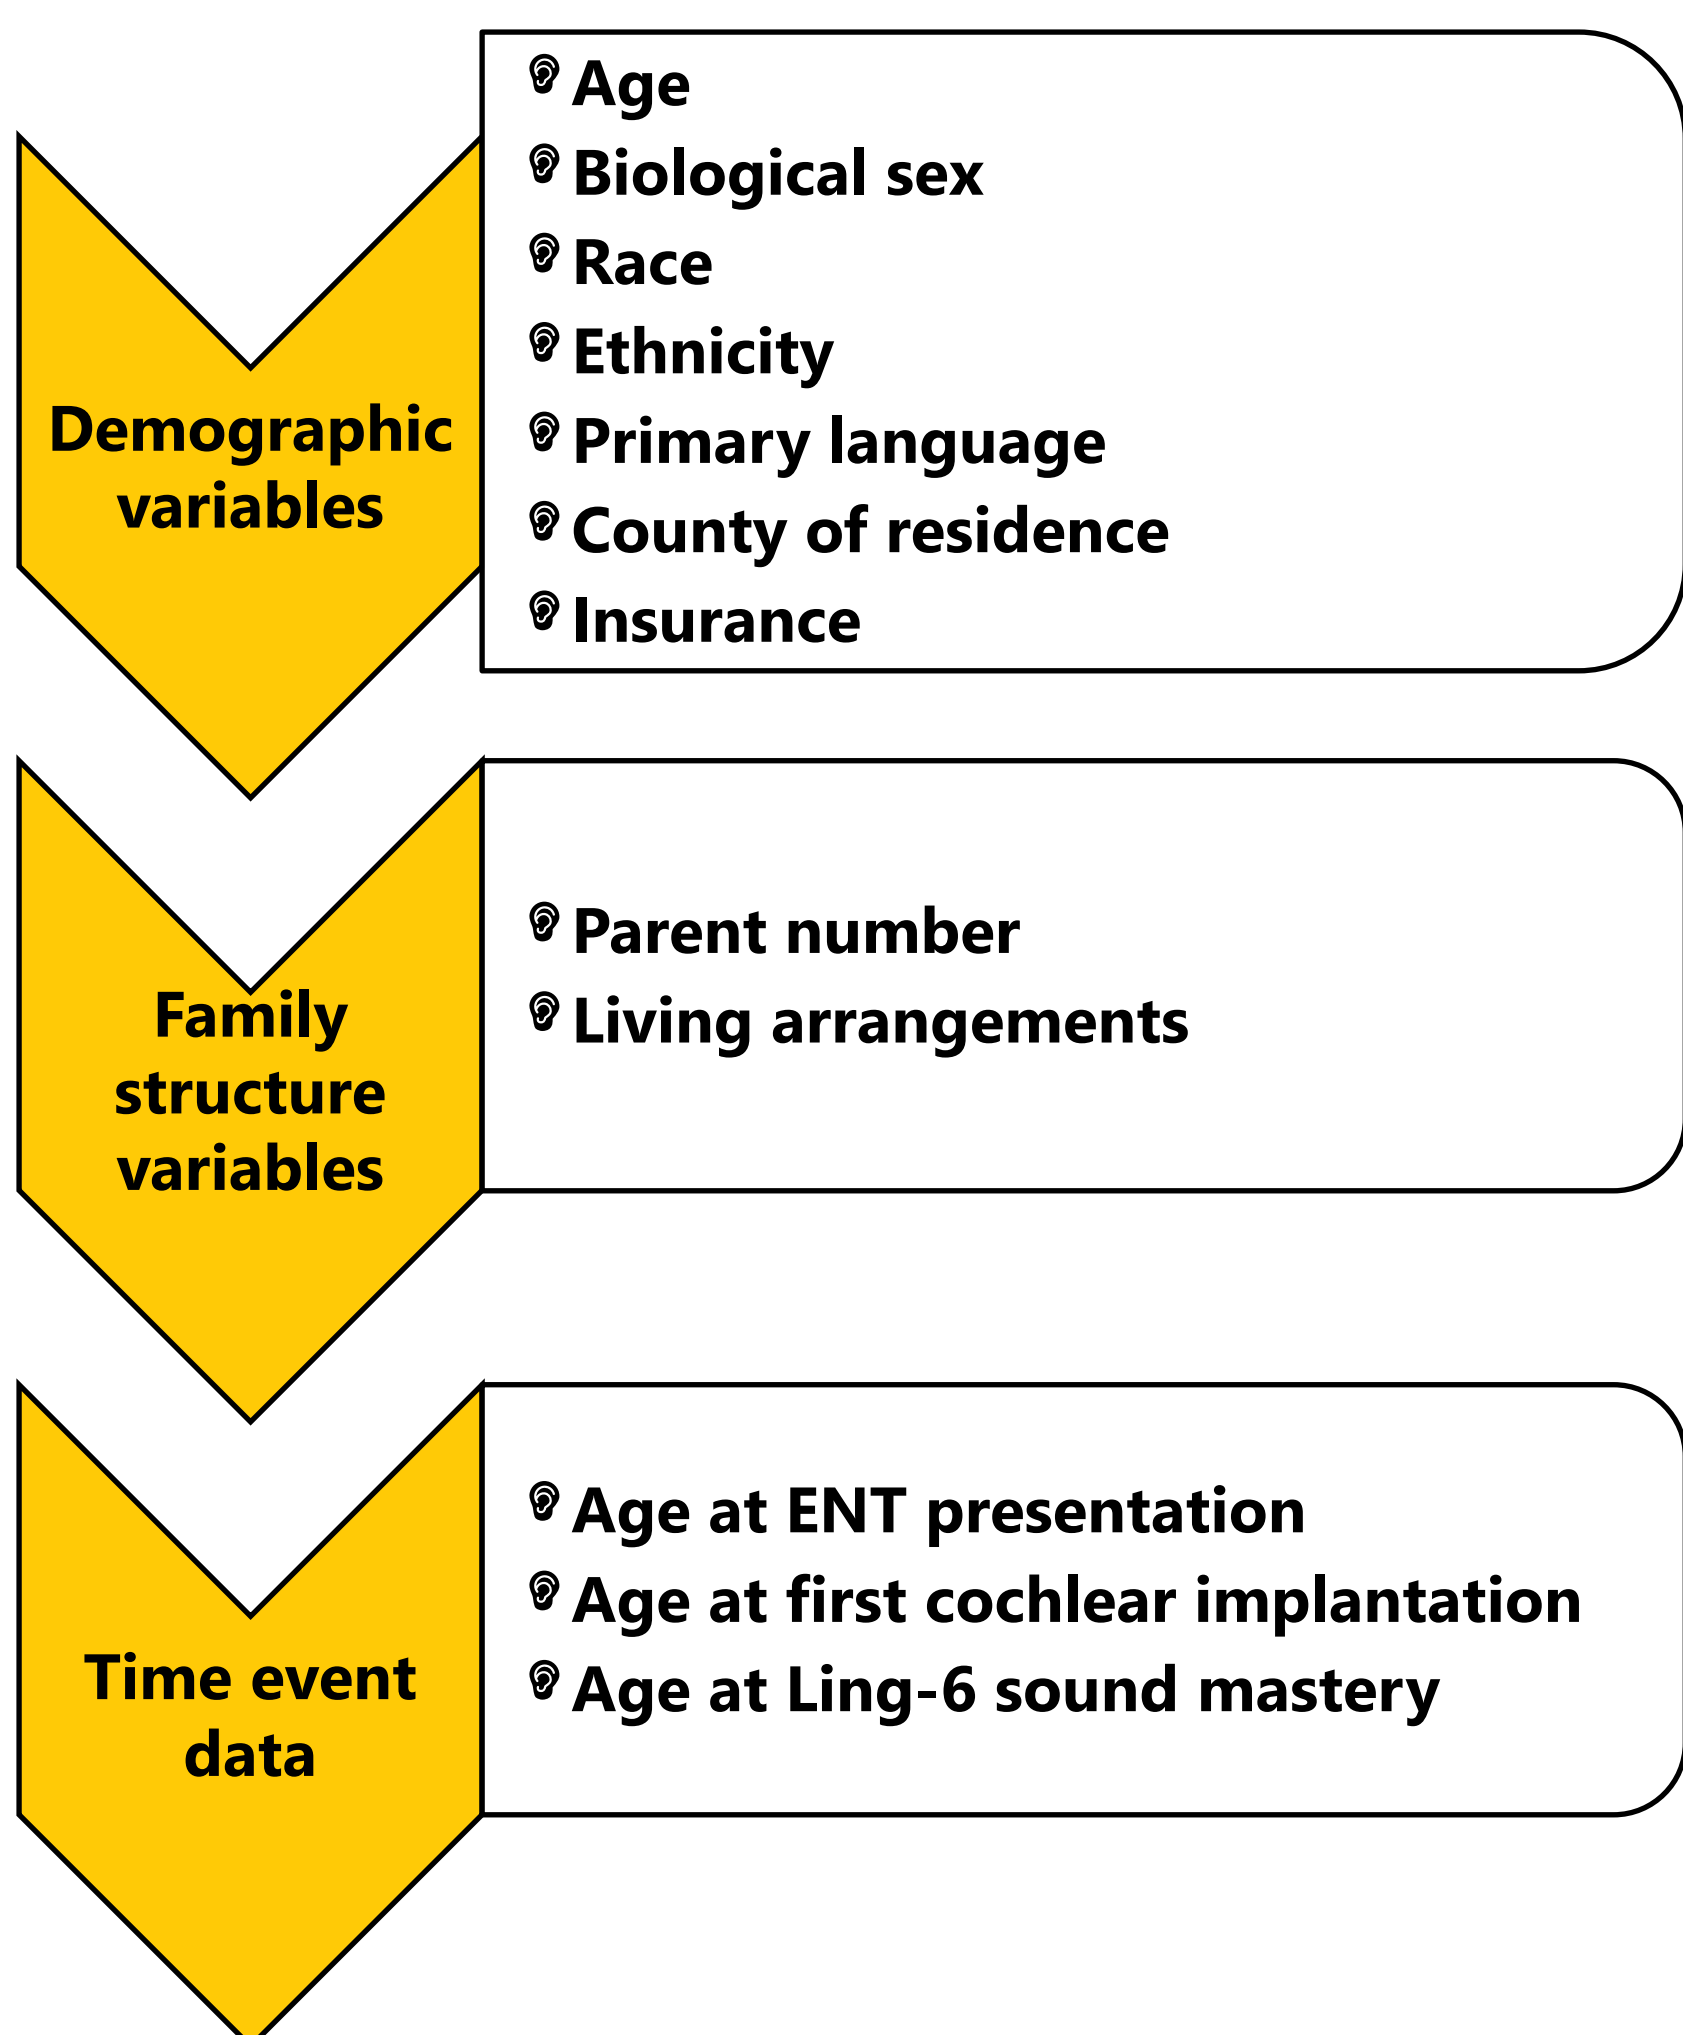 Demographic
variables
Age
Biological sex
Race
Ethnicity
Primary language
County of residence
Insurance
Family
structure
variables
Parent number
Living arrangements
Time event
data
Age at ENT presentation
Age at first cochlear implantation
Age at Ling-6 sound mastery